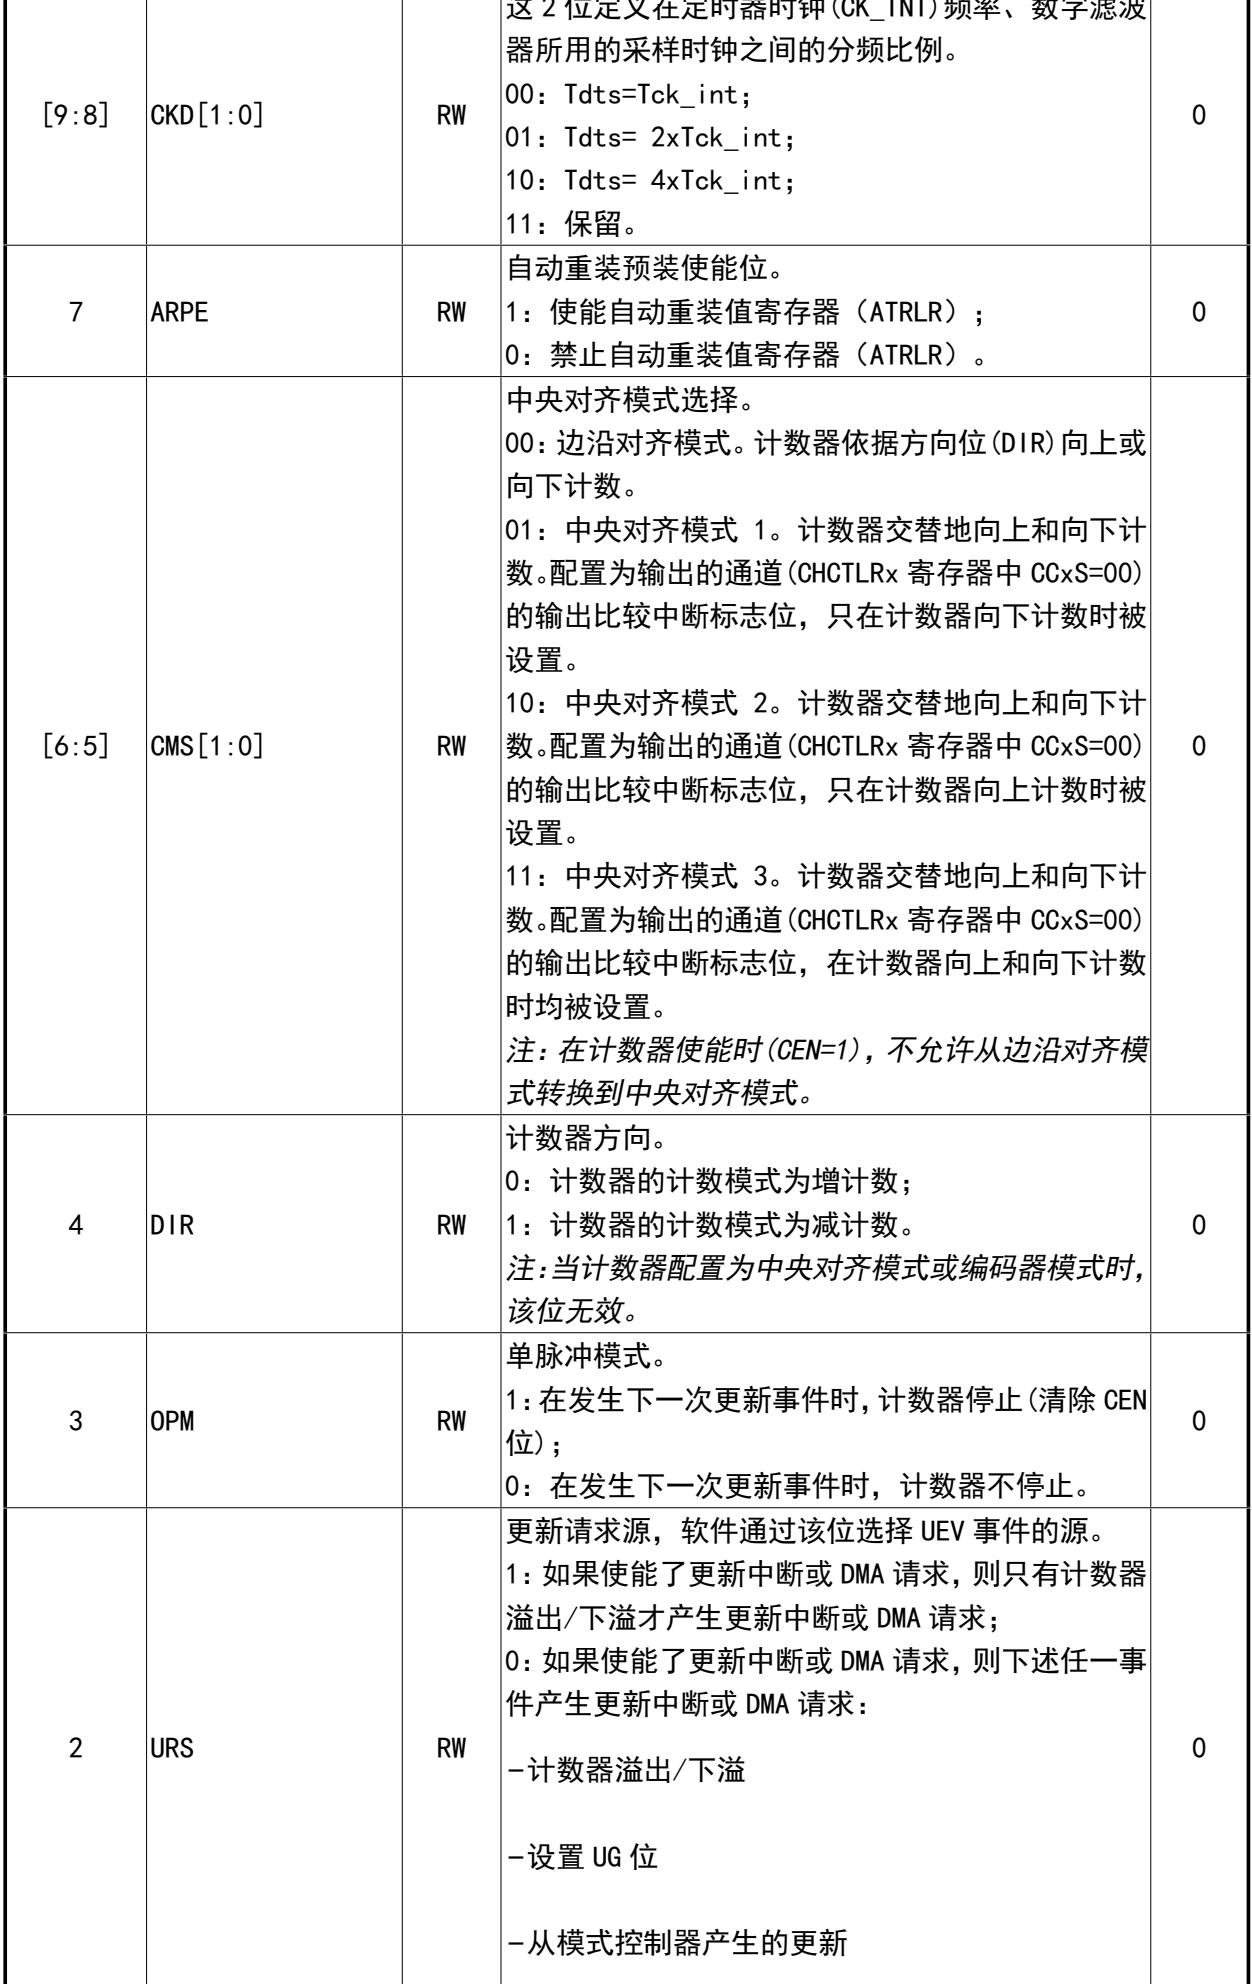 这 2 位定义在定时器时钟(CK_INT)频率、数字滤波
器所用的采样时钟之间的分频比例。
00：Tdts=Tck_int；
01：Tdts= 2xTck_int；
10：Tdts= 4xTck_int；
11：保留。
[9:8]
CKD[1:0]
RW
0
自动重装预装使能位。
1：使能自动重装值寄存器（ATRLR）；
0：禁止自动重装值寄存器（ATRLR）。
7
ARPE
RW
0
中央对齐模式选择。
00：边沿对齐模式。计数器依据方向位(DIR)向上或
向下计数。
01：中央对齐模式 1。计数器交替地向上和向下计
数。配置为输出的通道(CHCTLRx 寄存器中 CCxS=00)
的输出比较中断标志位，只在计数器向下计数时被
设置。
10：中央对齐模式 2。计数器交替地向上和向下计
数。配置为输出的通道(CHCTLRx 寄存器中 CCxS=00)
的输出比较中断标志位，只在计数器向上计数时被
设置。
11：中央对齐模式 3。计数器交替地向上和向下计
数。配置为输出的通道(CHCTLRx 寄存器中 CCxS=00)
的输出比较中断标志位，在计数器向上和向下计数
时均被设置。
注：在计数器使能时(CEN=1)，不允许从边沿对齐模
式转换到中央对齐模式。
[6:5]
CMS[1:0]
RW
0
计数器方向。
0：计数器的计数模式为增计数；
1：计数器的计数模式为减计数。
注：当计数器配置为中央对齐模式或编码器模式时，
该位无效。
4
DIR
RW
0
单脉冲模式。
1：在发生下一次更新事件时，计数器停止(清除 CEN
位)；
0：在发生下一次更新事件时，计数器不停止。
3
OPM
RW
0
更新请求源，软件通过该位选择 UEV 事件的源。
1：如果使能了更新中断或 DMA 请求，则只有计数器
溢出/下溢才产生更新中断或 DMA 请求；
0：如果使能了更新中断或 DMA 请求，则下述任一事
件产生更新中断或 DMA 请求：
-计数器溢出/下溢
-设置 UG 位
-从模式控制器产生的更新
2
URS
RW
0